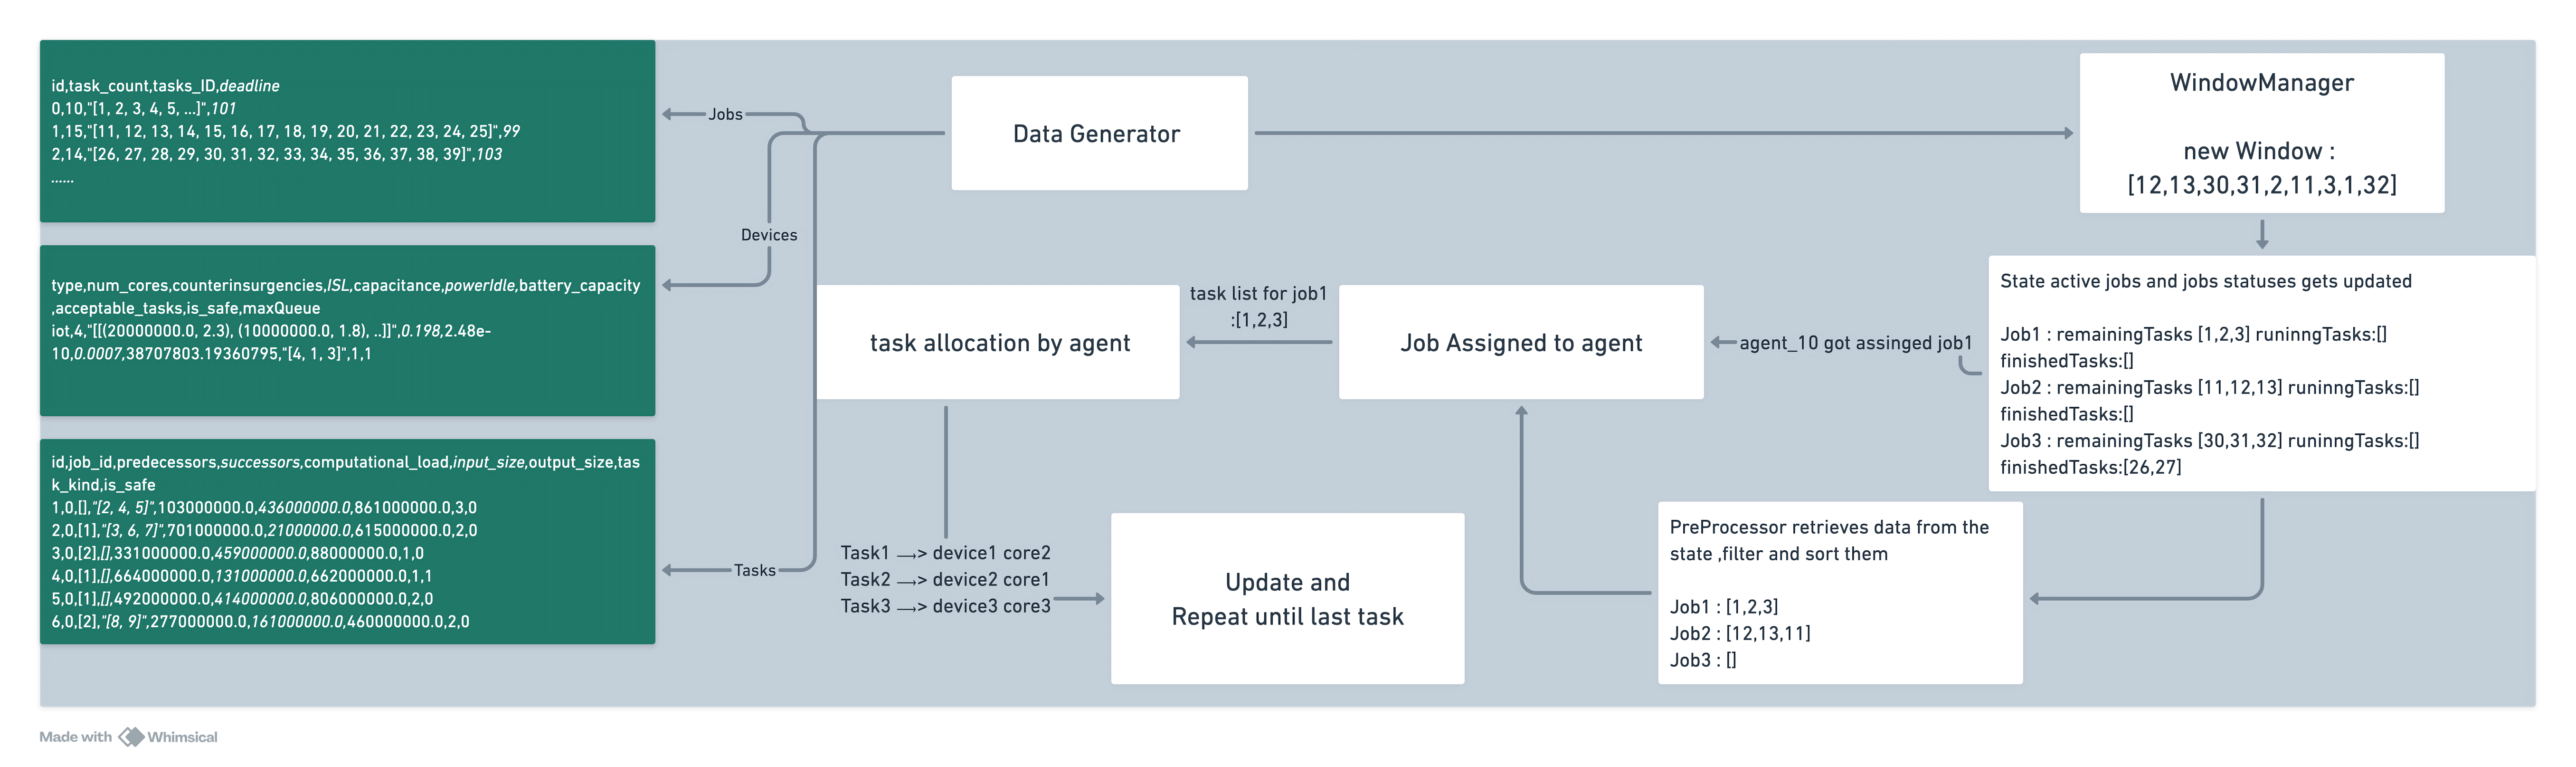 id,task_count,tasks_ID,deadline
0,10,"[1, 2, 3, 4, 5, ...]",101
1,15,"[11, 12, 13, 14, 15, 16, 17, 18, 19, 20, 21, 22, 23, 24, 25]",99
2,14,"[26, 27, 28, 29, 30, 31, 32, 33, 34, 35, 36, 37, 38, 39]",103
......
Jobs
Data Generator
WindowManager
new Window :
[12,13,30,31,2,11,3,1,32]
Devices
type,num_cores,counterinsurgencies,ISL,capacitance,powerIdle,battery_capacity
,acceptable_tasks,is_safe,maxQueue
iot,4,"[[(20000000.0, 2.3), (10000000.0, 1.8), ..]]",0.198,2.48e-
10,0.0007,38707803.19360795,"[4, 1, 3]",1,1
task allocation by agent
task list for job1
:[1,2,3]
Job Assigned to agent
agent_10 got assinged job1
State active jobs and jobs statuses gets updated
Job1 : remainingTasks [1,2,3] runinngTasks:[]
finishedTasks:[]
Job2 : remainingTasks [11,12,13] runinngTasks:[]
finishedTasks:[]
Job3 : remainingTasks [30,31,32] runinngTasks:[]
finishedTasks:[26,27]
id,job_id,predecessors,successors,computational_load,input_size,output_size,tas
k_kind,is_safe
1,0,[],"[2, 4, 5]",103000000.0,436000000.0,861000000.0,3,0
2,0,[1],"[3, 6, 7]",701000000.0,21000000.0,615000000.0,2,0
3,0,[2],[],331000000.0,459000000.0,88000000.0,1,0
4,0,[1],[],664000000.0,131000000.0,662000000.0,1,1
5,0,[1],[],492000000.0,414000000.0,806000000.0,2,0
6,0,[2],"[8, 9]",277000000.0,161000000.0,460000000.0,2,0
Tasks
Task1 —> device1 core2
Task2 —> device2 core1
Task3 —> device3 core3
Update and
Repeat until last task
PreProcessor retrieves data from the
state ,filter and sort them
Job1 : [1,2,3]
Job2 : [12,13,11]
Job3 : []
Made with Whimsical